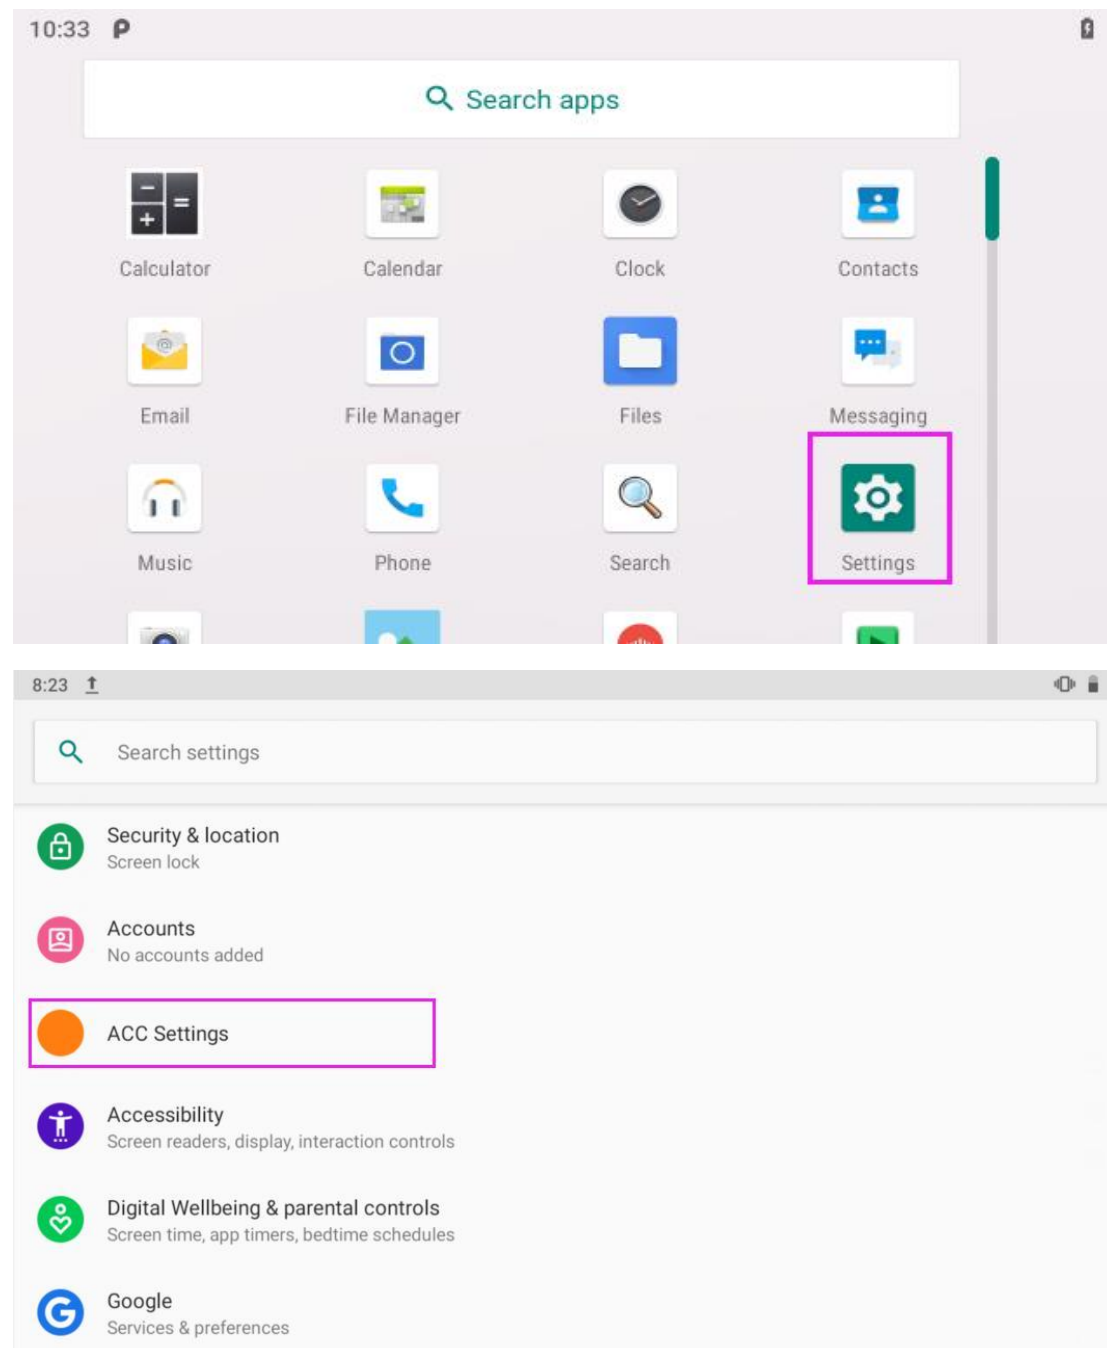 10:33
Search apps
Calculator
Calendar
Clock
Contacts
Email
File Manager
Files
Messaging
Music
Phone
Search
Settings
8:23
Search settings
Security & location
Screen lock
Accounts
No accounts added
ACC Settings
Accessibility
Screen readers, display, interaction controls
Digital Wellbeing & parental controls
Screen time, app timers, bedtime schedules
Google
Services & preferences